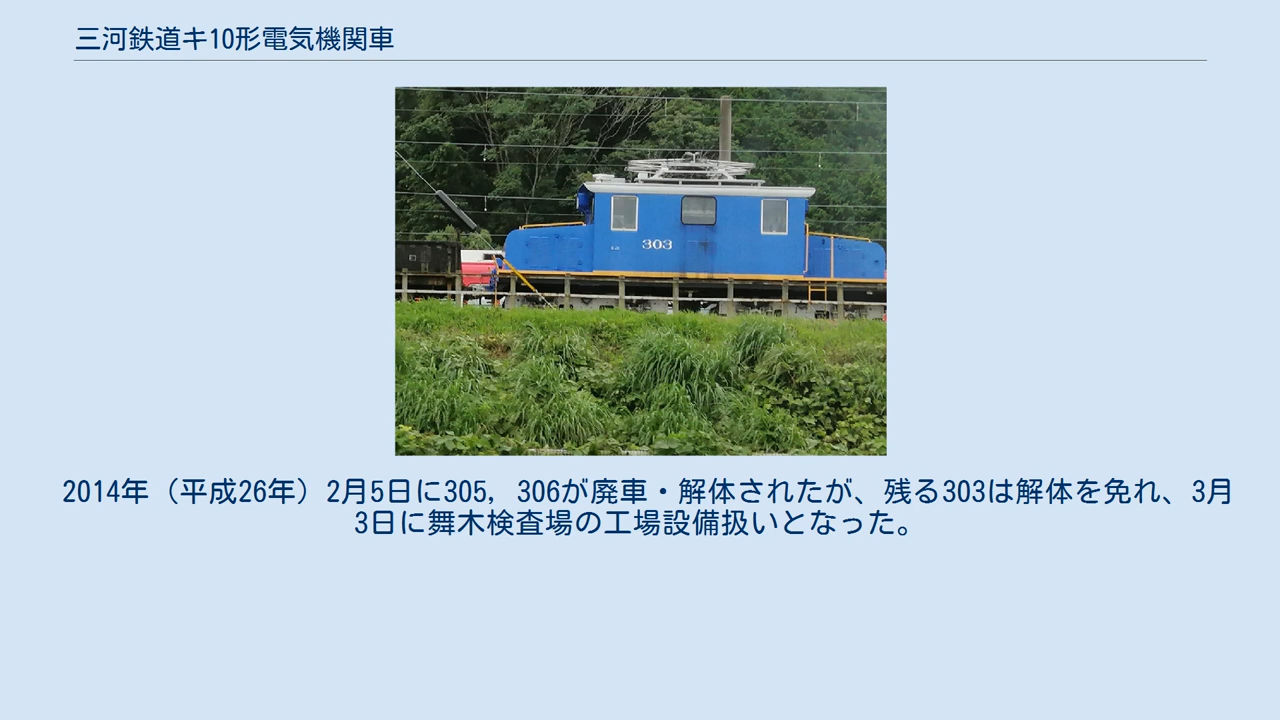 三河鉄道キ10形電気機関車
303
2014年（平成26年）2月5日に305，306が廃車・解体されたが、残る303は解体を免れ、3月
3日に舞木検査場の工場設備扱いとなった。